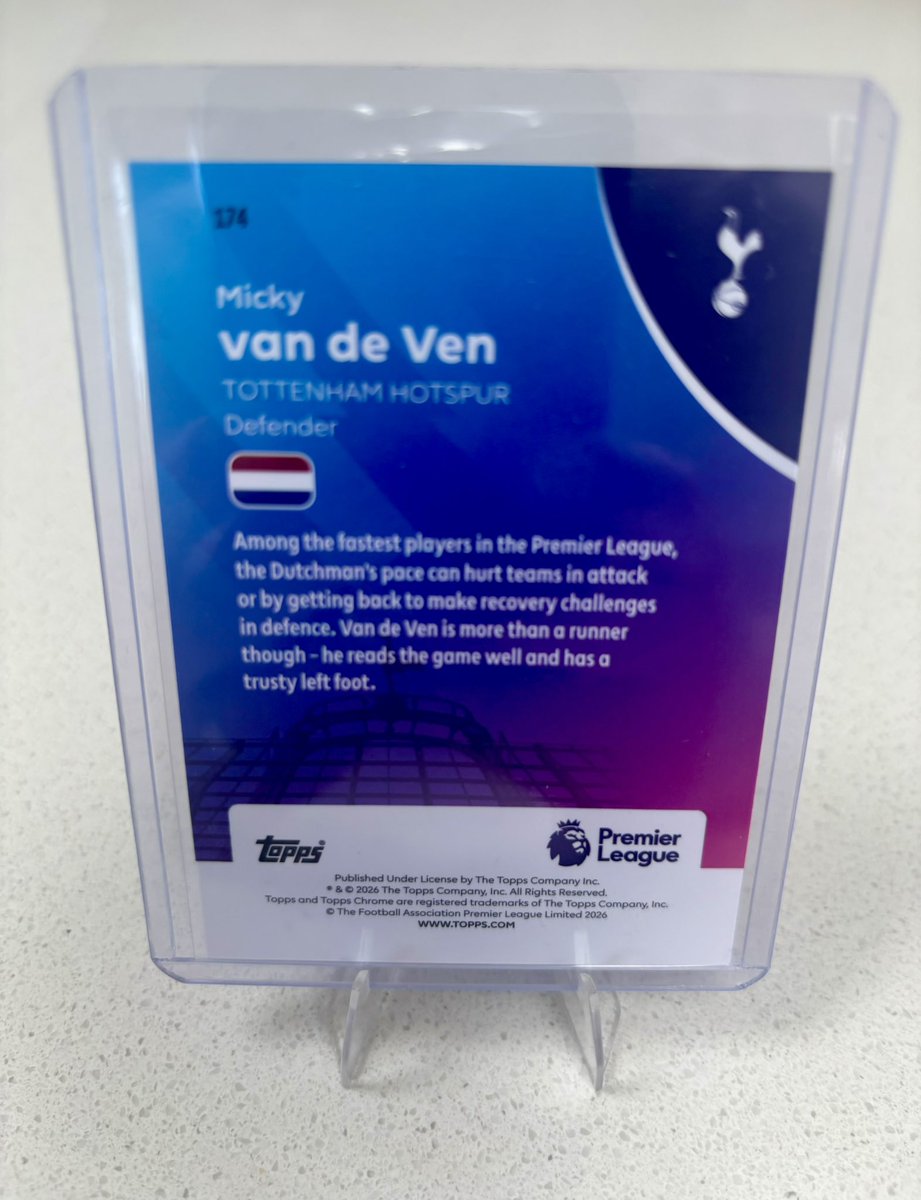 174
Micky
van de Ven
TOTTENHAM HOTSPUR
Defender
Among the fastest players in the Premier League,
the Dutchman's pace can hurt teams in attack
or by getting back to make recovery challenges
in defence. Van de Ven is more than a runner
though – he reads the game well and has a
trusty left foot.
topps®
Premier
League
Published Under License by The Topps Company Inc.
® & © 2026 The Topps Company, Inc. All Rights Reserved.
Topps and Topps Chrome are registered trademarks of The Topps Company, Inc.
© The Football Association Premier League Limited 2026
WWW.TOPPS.COM